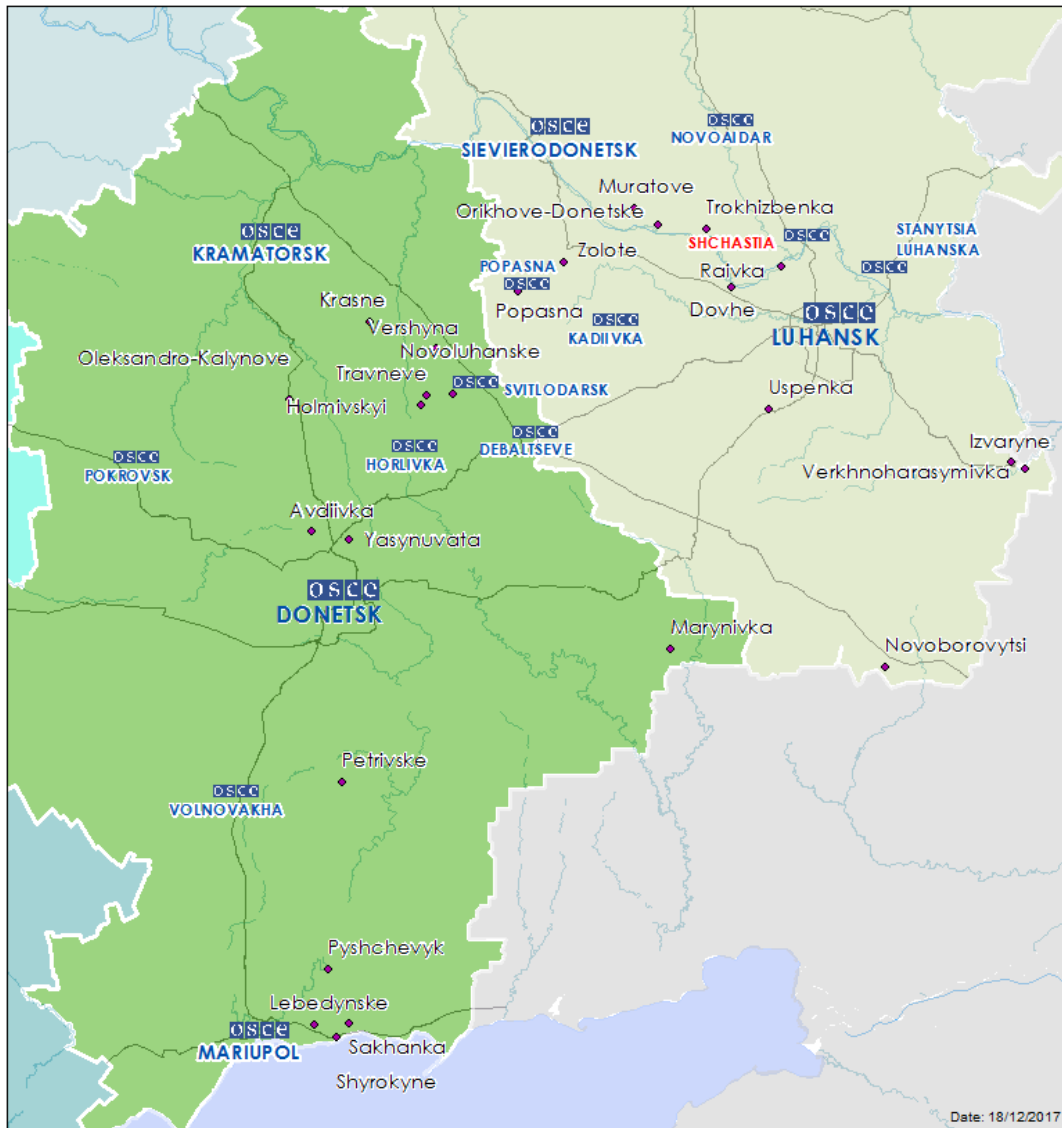 OSCE
NOVOAIDAR
OSCE
SIEVIERODONETSK
Muratove
Orikhove-Donetske
Trokhizbenka
OSCE
SHCHASTIA
STANYTSIA
LUHANSKA
OSCE
OSCE
KRAMATORSK
Zolote
POPASNA
OSCE
Popasna
Raivka
Dovhe
OSCE
LUHANSK
OSCE
KADIIVKA
Krasne
Vershyna
Novoluhanske
Oleksandro-Kalynove
Travneve
OSCE
SVITLODARSK
Holmivskyi
Uspenka
OSCE
DEBALTSEVE
OSCE
HORLIVKA
OSCE
POKROVSK
Izvaryne
Verkhnoharasymivka
Avdiivka
Yasynuvata
OSCE
DONETSK
Marynivka
Novoborovytsi
Petrivske
OSCE
VOLNOVAKHA
Pyshchevyk
Lebedynske
OSCE
MARIUPOL
Sakhanka
Shyrokyne
Date: 18/12/2017